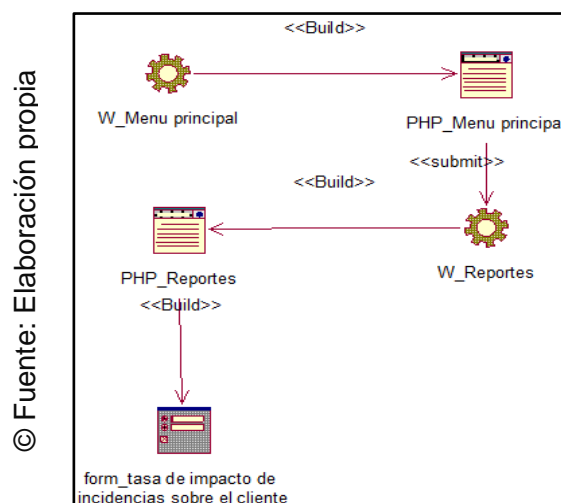 © Fuente: Elaboración propia
<<Build>>
W_Menu principal
PHP_Menu principa
<<submit>>
<<Build>>
W_Reportes
PHP_Reportes
<<Build>>
form_tasa de impacto de
incidencias sobre el cliente